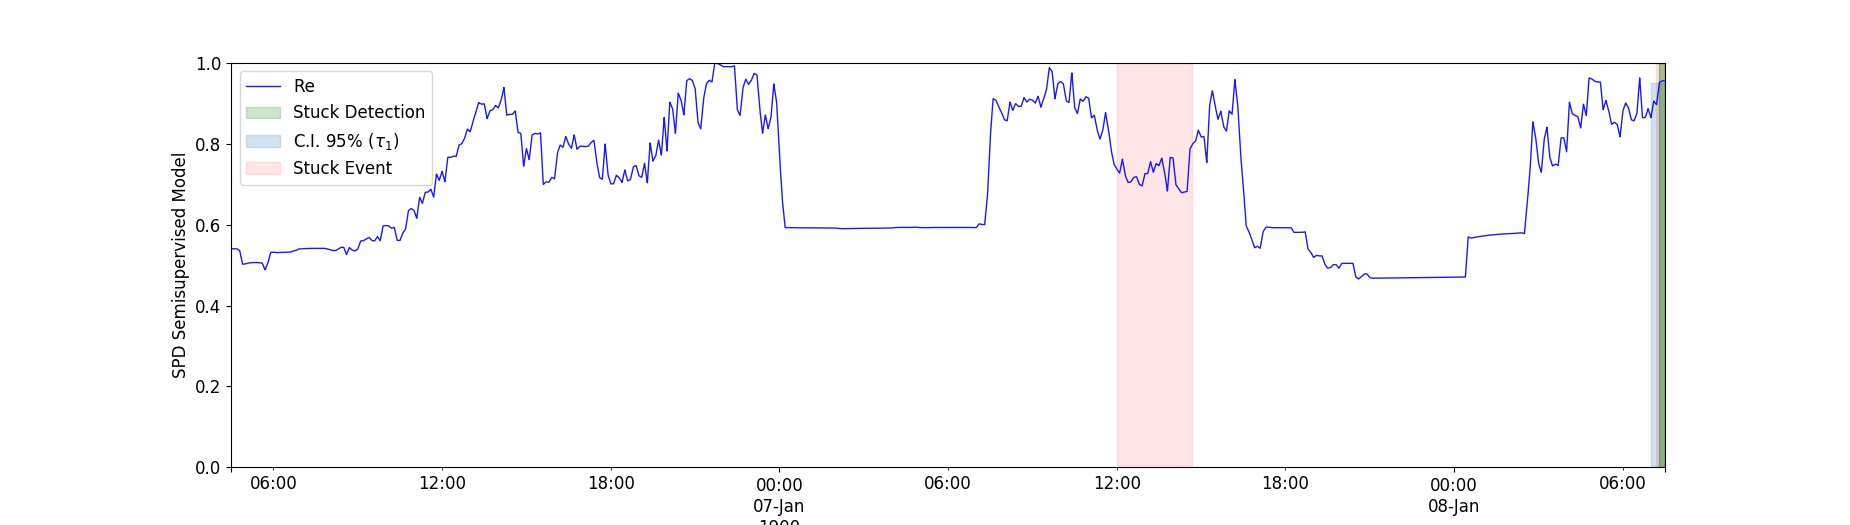 1.0
0.8
0.6
0.4
0.2
0.0
SPD Semisupervised Model
Re
Stuck Detection
C.I. 95% (τ₁)
Stuck Event
06:00 12:00 18:00 00:00 06:00 12:00 18:00 00:00 06:00
07-Jan 08-Jan
1900